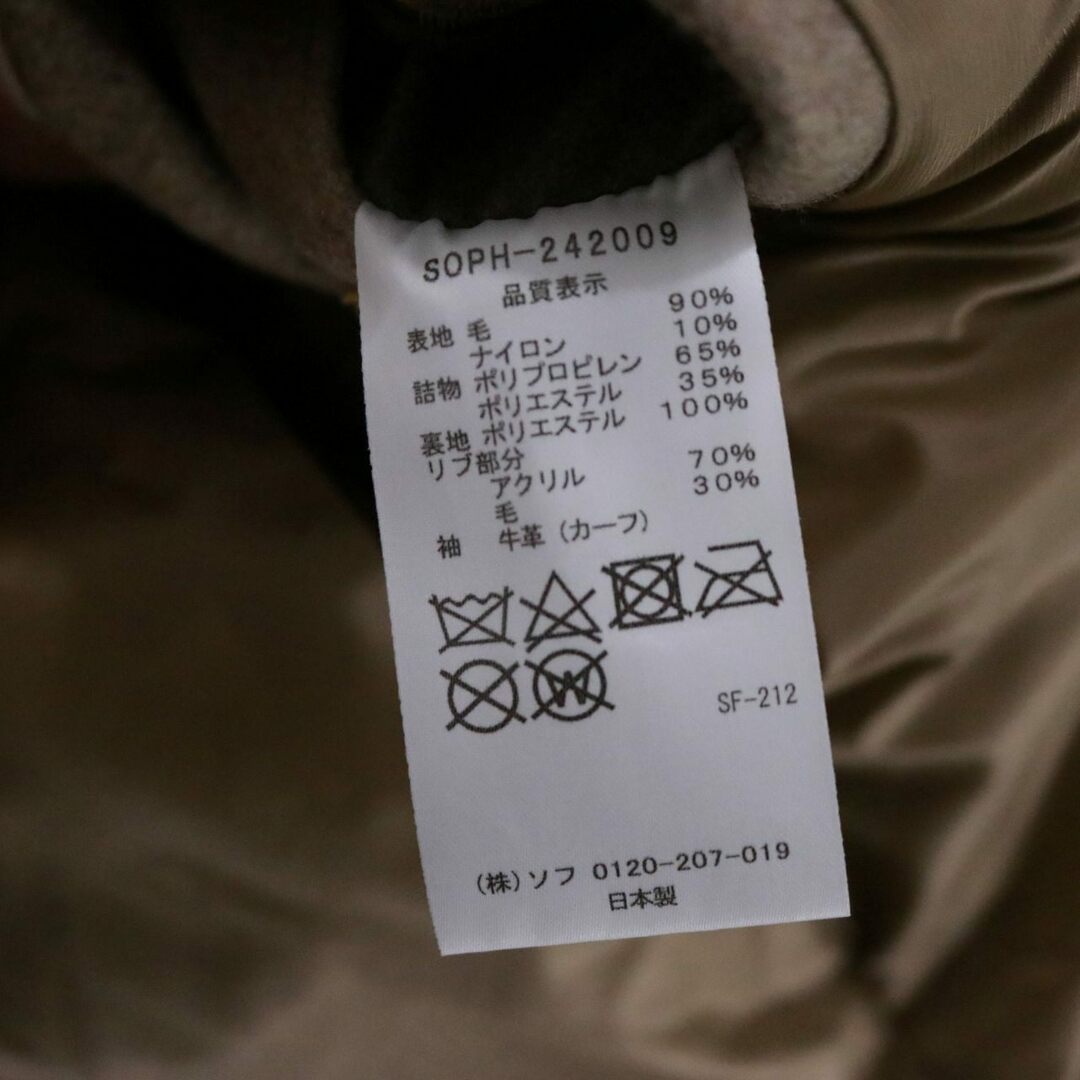 SOPH-242009
品質表示
表地 毛 90%
ナイロン 10%
詰物 ポリプロピレン 65%
ポリエステル 35%
裏地 ポリエステル 100%
リブ部分
アクリル 70%
毛 30%
袖 牛革(カーフ)
W
SF-212
(株)ソフ 0120-207-019
日本製